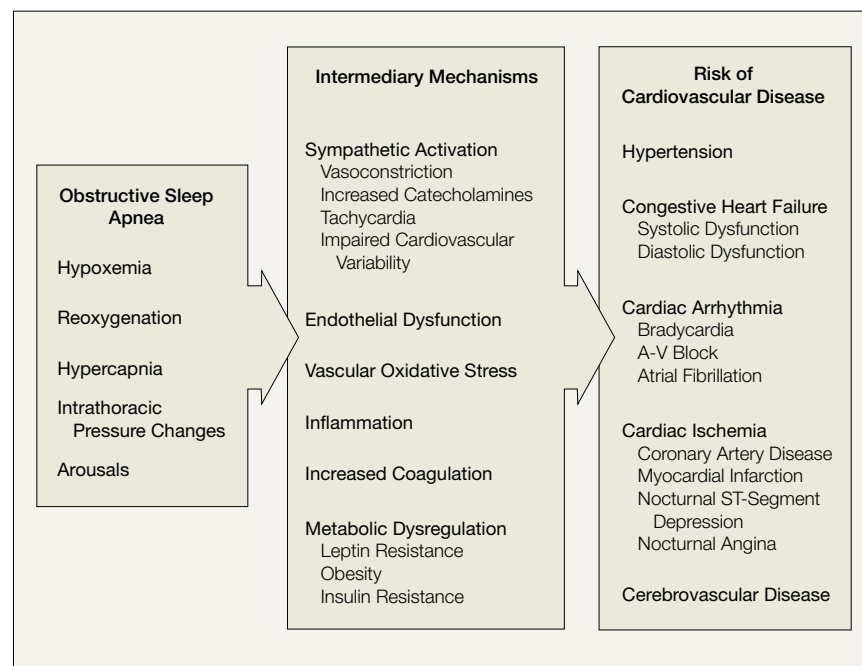 Obstructive Sleep
Apnea
Hypoxemia
Reoxygenation
Hypercapnia
Intrathoracic
Pressure Changes
Arousals
Intermediary Mechanisms
Sympathetic Activation
Vasoconstriction
Increased Catecholamines
Tachycardia
Impaired Cardiovascular
Variability
Endothelial Dysfunction
Vascular Oxidative Stress
Inflammation
Increased Coagulation
Metabolic Dysregulation
Leptin Resistance
Obesity
Insulin Resistance
Risk of
Cardiovascular Disease
Hypertension
Congestive Heart Failure
Systolic Dysfunction
Diastolic Dysfunction
Cardiac Arrhythmia
Bradycardia
A-V Block
Atrial Fibrillation
Cardiac Ischemia
Coronary Artery Disease
Myocardial Infarction
Nocturnal ST-Segment
Depression
Nocturnal Angina
Cerebrovascular Disease